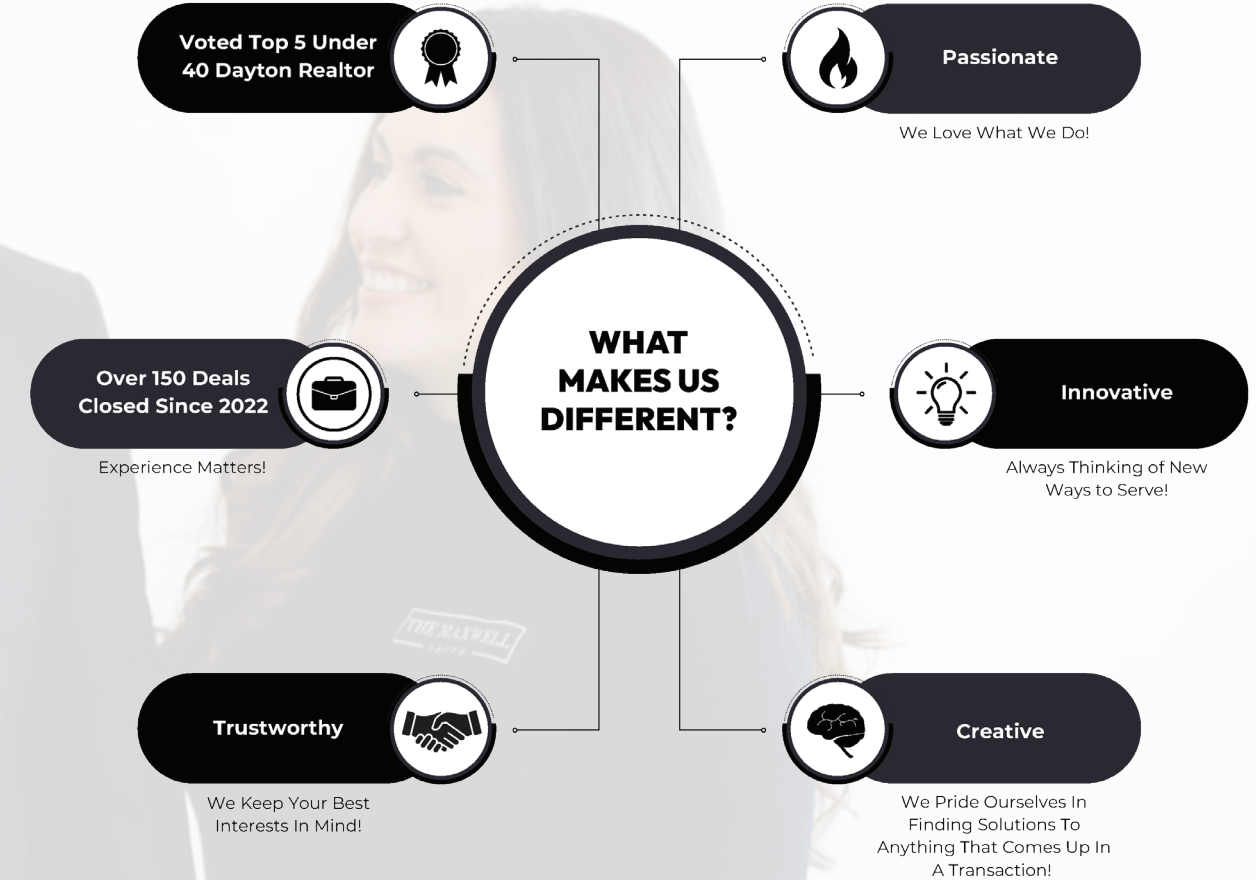 Voted Top 5 Under
40 Dayton Realtor
Passionate
We Love What We Do!
WHAT
MAKES US
DIFFERENT?
Over 150 Deals
Closed Since 2022
Experience Matters!
Innovative
Always Thinking of New
Ways to Serve!
THE MAXWELL
GROUP
Trustworthy
We Keep Your Best
Interests In Mind!
Creative
We Pride Ourselves In
Finding Solutions To
Anything That Comes Up In
A Transaction!